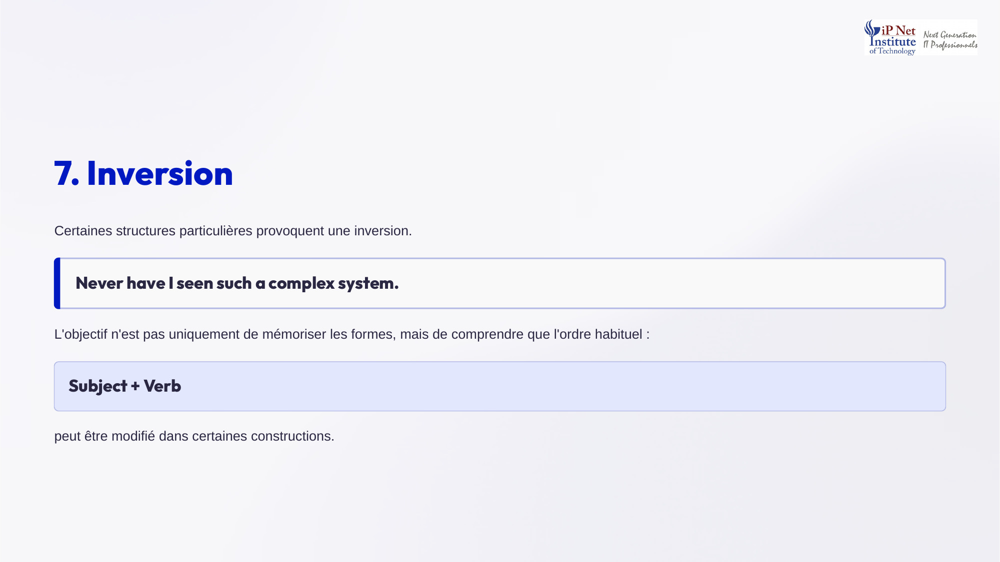 iP Net
Institute
of Technology
Next Generation
IT Professionnels
7. Inversion
Certaines structures particulières provoquent une inversion.
Never have I seen such a complex system.
L'objectif n'est pas uniquement de mémoriser les formes, mais de comprendre que l'ordre habituel :
Subject + Verb
peut être modifié dans certaines constructions.